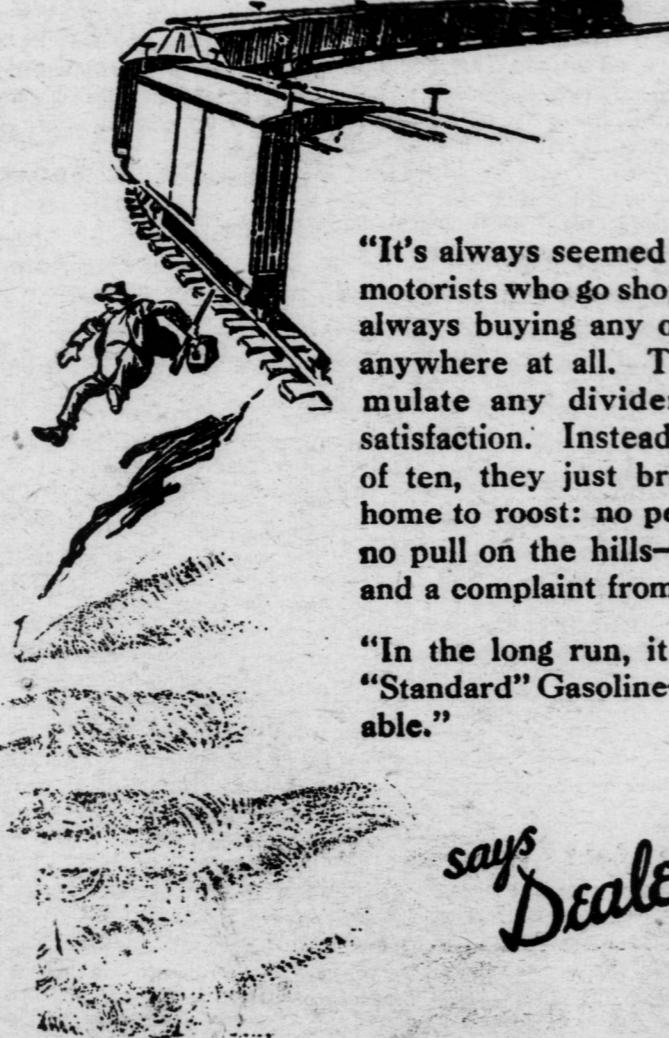 “It's always seemed
motorists who go sho
always buying any o
anywhere at all. T
mulate any divide
satisfaction. Instead
of ten, they just br
home to roost: no pe
no pull on the hills—
and a complaint from
“In the long run, it
“Standard” Gasoline
able.”
says
Deale